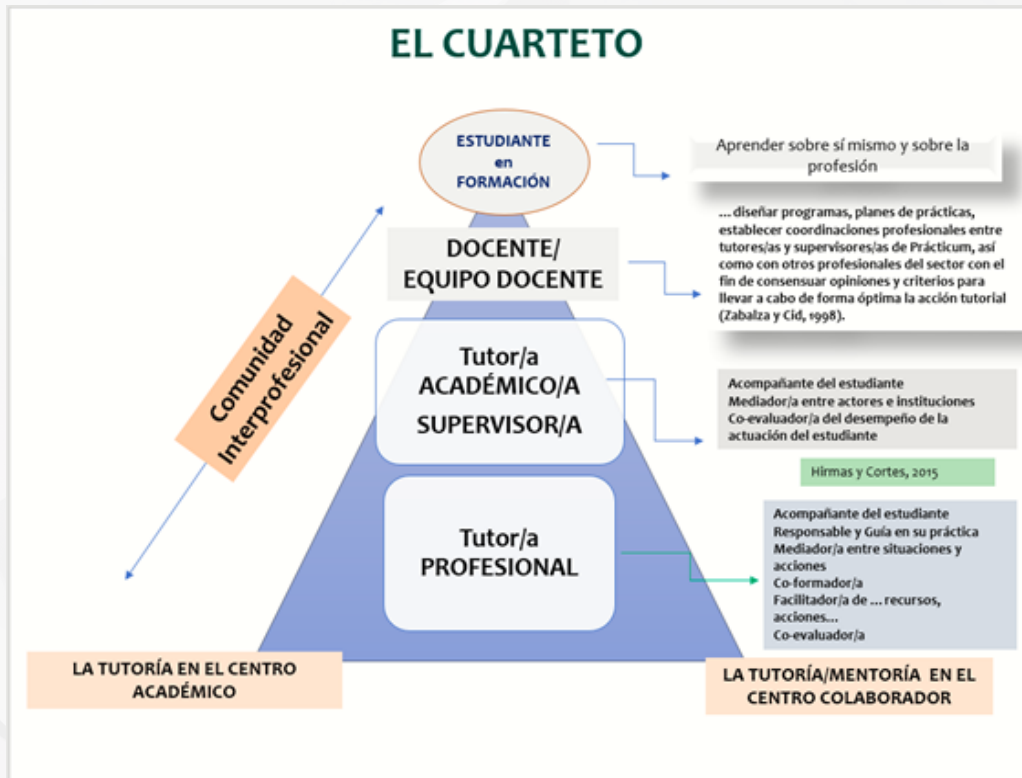 EL CUARTETO
ESTUDIANTE
en
FORMACIÓN
Aprender sobre sí mismo y sobre la
profesión
DOCENTE/
EQUIPO DOCENTE
... diseñar programas, planes de prácticas,
establecer coordinaciones profesionales entre
tutores/as y supervisores/as de Prácticum, así
como con otros profesionales del sector con el
fin de consensuar opiniones y criterios para
llevar a cabo de forma óptima la acción tutorial
(Zabalza y Cid, 1998).
Comunidad
Interprofesional
Tutor/a
ACADÉMICO/A
SUPERVISOR/A
Acompañante del estudiante
Mediador/a entre actores e instituciones
Co-evaluador/a del desempeño de la
actuación del estudiante
Hirmas y Cortes, 2015
Tutor/a
PROFESIONAL
Acompañante del estudiante
Responsable y Guía en su práctica
Mediador/a entre situaciones y
acciones
Co-formador/a
Facilitador/a de ... recursos,
acciones...
Co-evaluador/a
LA TUTORÍA EN EL CENTRO
ACADÉMICO
LA TUTORÍA/MENTORÍA EN EL
CENTRO COLABORADOR